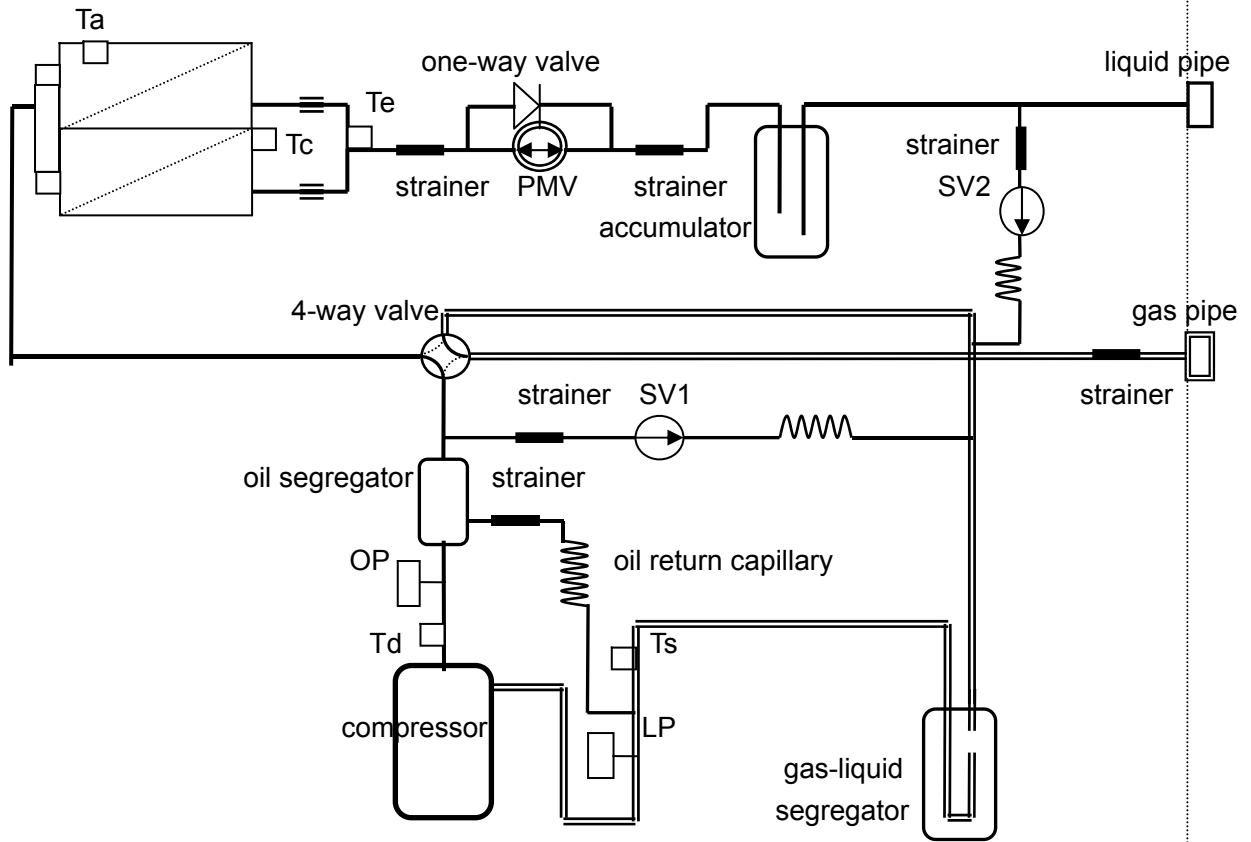 Ta
one-way valve
liquid pipe
Te
Tc
strainer
strainer
PMV
strainer
SV2
accumulator
4-way valve
gas pipe
strainer
SV1
strainer
oil segregator
strainer
OP
oil return capillary
Td
Ts
compressor
LP
gas-liquid
segregator